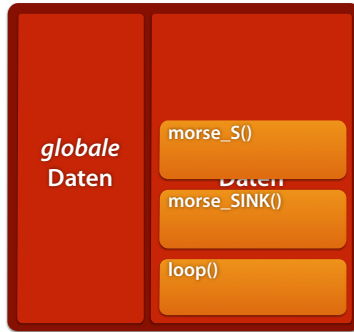 globale
Daten
morse_S()
Daten
morse_SINK()
loop()